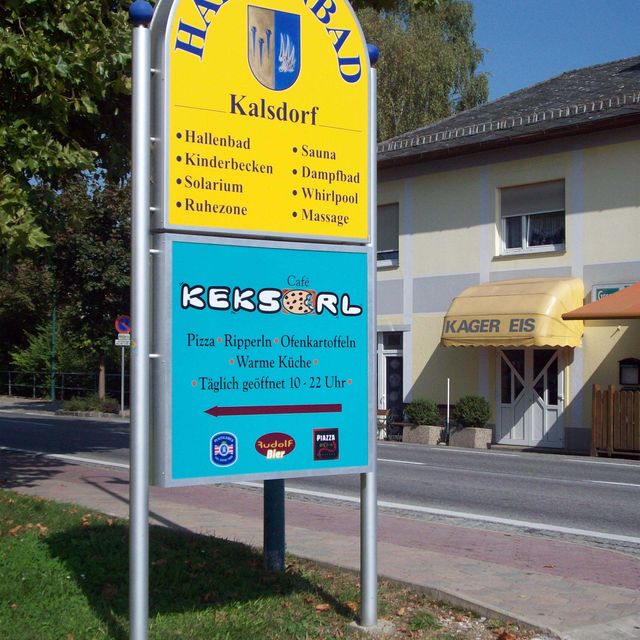 Kalsdorf
• Hallenbad
• Kinderbecken
• Solarium
• Ruhezone
• Sauna
• Dampfbad
• Whirlpool
• Massage
Café
KEKSORL
Pizza • Ripperln • Ofenkartoffeln
• Warme Küche •
• Täglich geöffnet 10 - 22 Uhr •
Rudolf
Bier
PIAZZA
KAGER EIS